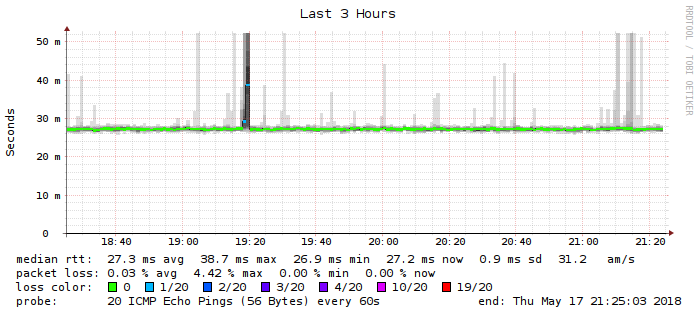 Last 3 Hours
RRDTOOL / TOBI OETIKER
Seconds
50 m
40 m
30 m
20 m
10 m
0
18:40 19:00 19:20 19:40 20:00 20:20 20:40 21:00 21:20
median rtt: 27.3 ms avg 38.7 ms max 26.9 ms min 27.2 ms now 0.9 ms sd 31.2 am/s
packet loss: 0.03 % avg 4.42 % max 0.00 % min 0.00 % now
loss color: 0 1/20 2/20 3/20 4/20 10/20 19/20
probe: 20 ICMP Echo Pings (56 Bytes) every 60s end: Thu May 17 21:25:03 2018